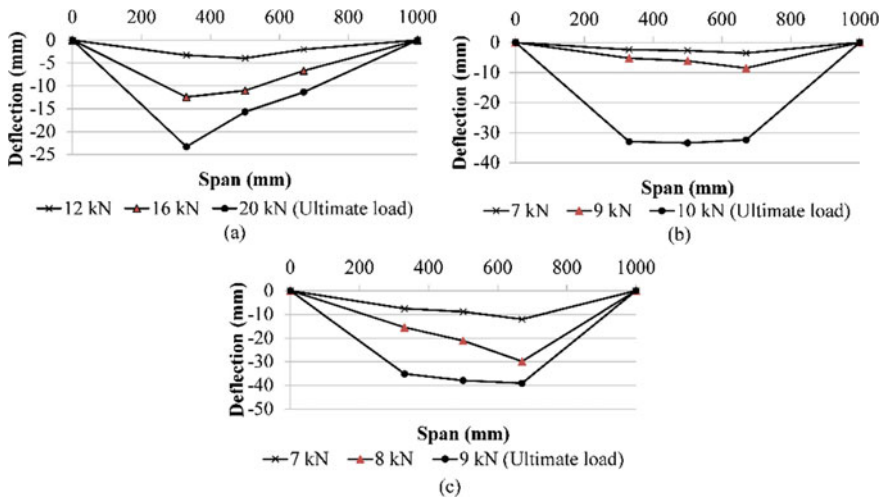 0 200 400 600 800 1000
0
-5
-10
-15
-20
-25
Deflection (mm)
Span (mm)
12 kN 16 kN 20 kN (Ultimate load)
(a)
0 200 400 600 800 1000
0
-10
-20
-30
-40
Deflection (mm)
Span (mm)
7 kN 9 kN 10 kN (Ultimate load)
(b)
0 200 400 600 800 1000
0
-10
-20
-30
-40
-50
Deflection (mm)
Span (mm)
7 kN 8 kN 9 kN (Ultimate load)
(c)